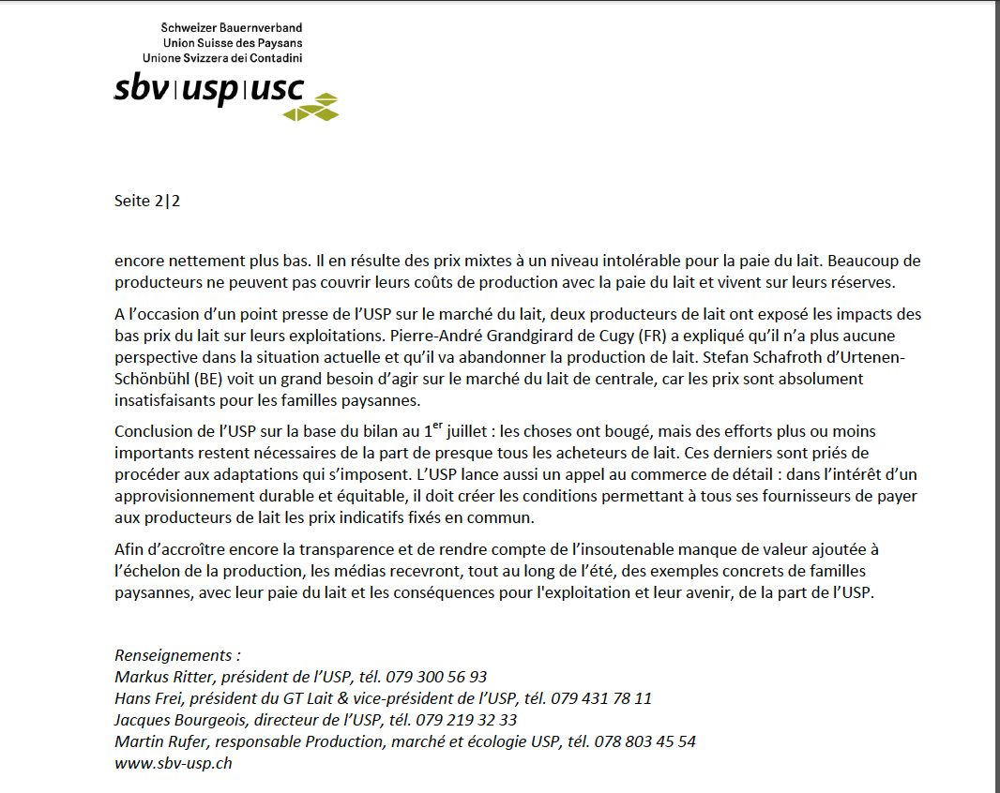 Schweizer Bauernverband
Union Suisse des Paysans
Unione Svizzera dei Contadini
sbv|usp|usc
Seite 2|2
encore nettement plus bas. Il en résulte des prix mixtes à un niveau intolérable pour la paie du lait. Beaucoup de
producteurs ne peuvent pas couvrir leurs coûts de production avec la paie du lait et vivent sur leurs réserves.
A l’occasion d’un point presse de l’USP sur le marché du lait, deux producteurs de lait ont exposé les impacts des
bas prix du lait sur leurs exploitations. Pierre-André Grandgirard de Cugy (FR) a expliqué qu’il n’a plus aucune
perspective dans la situation actuelle et qu’il va abandonner la production de lait. Stefan Schafroth d’Urtenen-
Schönbühl (BE) voit un grand besoin d’agir sur le marché du lait de centrale, car les prix sont absolument
insatisfaisants pour les familles paysannes.
Conclusion de l’USP sur la base du bilan au 1er juillet : les choses ont bougé, mais des efforts plus ou moins
importants restent nécessaires de la part de presque tous les acheteurs de lait. Ces derniers sont priés de
procéder aux adaptations qui s’imposent. L’USP lance aussi un appel au commerce de détail : dans l’intérêt d’un
approvisionnement durable et équitable, il doit créer les conditions permettant à tous ses fournisseurs de payer
aux producteurs de lait les prix indicatifs fixés en commun.
Afin d’accroître encore la transparence et de rendre compte de l’insoutenable manque de valeur ajoutée à
l’échelon de la production, les médias recevront, tout au long de l’été, des exemples concrets de familles
paysannes, avec leur paie du lait et les conséquences pour l'exploitation et leur avenir, de la part de l’USP.
Renseignements :
Markus Ritter, président de l’USP, tél. 079 300 56 93
Hans Frei, président du GT Lait & vice-président de l’USP, tél. 079 431 78 11
Jacques Bourgeois, directeur de l’USP, tél. 079 219 32 33
Martin Rufer, responsable Production, marché et écologie USP, tél. 078 803 45 54
www.sbv-usp.ch